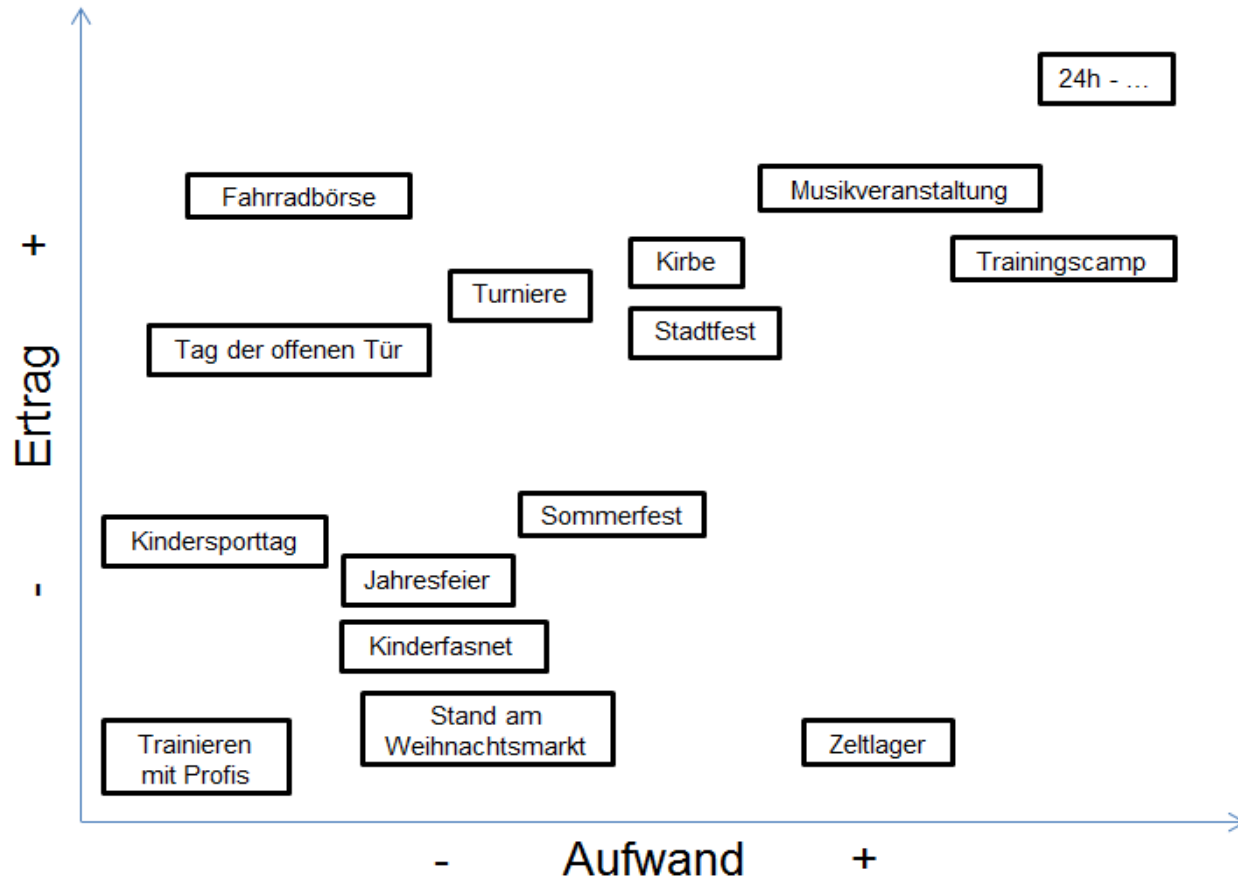 24h - …
Fahrradbörse
Musikveranstaltung
Kirbe
Trainingscamp
Turniere
Stadtfest
Tag der offenen Tür
- Ertrag +
Sommerfest
Kindersporttag
Jahresfeier
Kinderfasnet
Stand am
Weihnachtsmarkt
Trainieren
mit Profis
Zeltlager
- Aufwand +